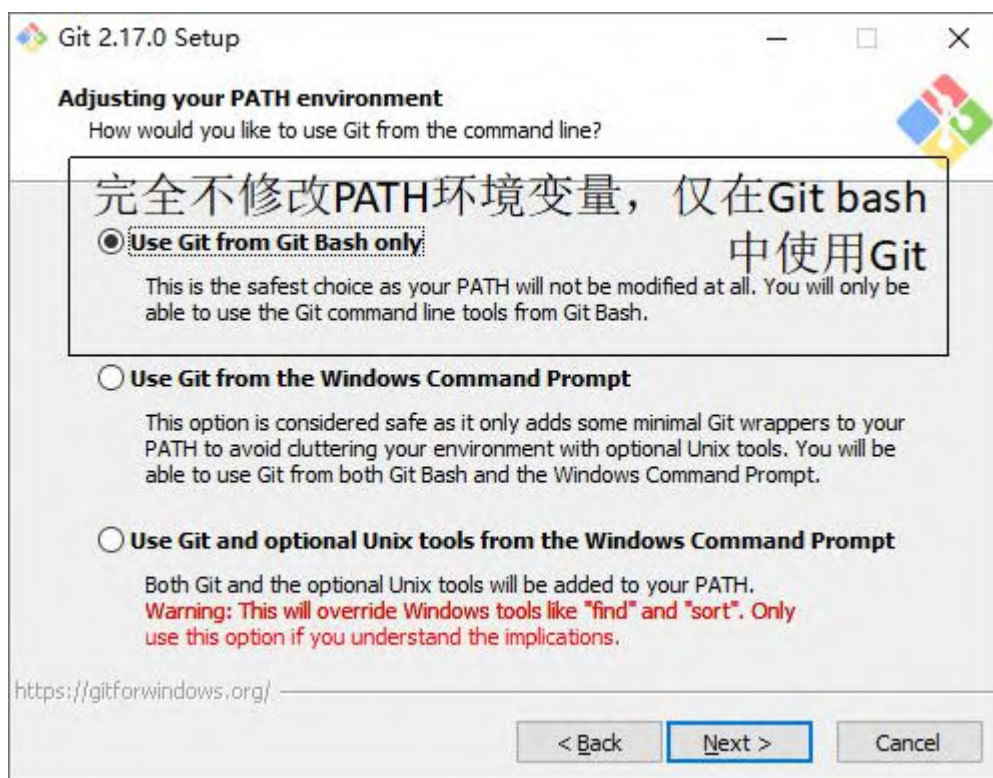 Git 2.17.0 Setup
Adjusting your PATH environment
How would you like to use Git from the command line?
完全不修改PATH环境变量，仅在Git bash
中使用Git
Use Git from Git Bash only
This is the safest choice as your PATH will not be modified at all. You will only be
able to use the Git command line tools from Git Bash.
Use Git from the Windows Command Prompt
This option is considered safe as it only adds some minimal Git wrappers to your
PATH to avoid cluttering your environment with optional Unix tools. You will be
able to use Git from both Git Bash and the Windows Command Prompt.
Use Git and optional Unix tools from the Windows Command Prompt
Both Git and the optional Unix tools will be added to your PATH.
Warning: This will override Windows tools like "find" and "sort". Only
use this option if you understand the implications.
https://gitforwindows.org/
< Back
Next >
Cancel